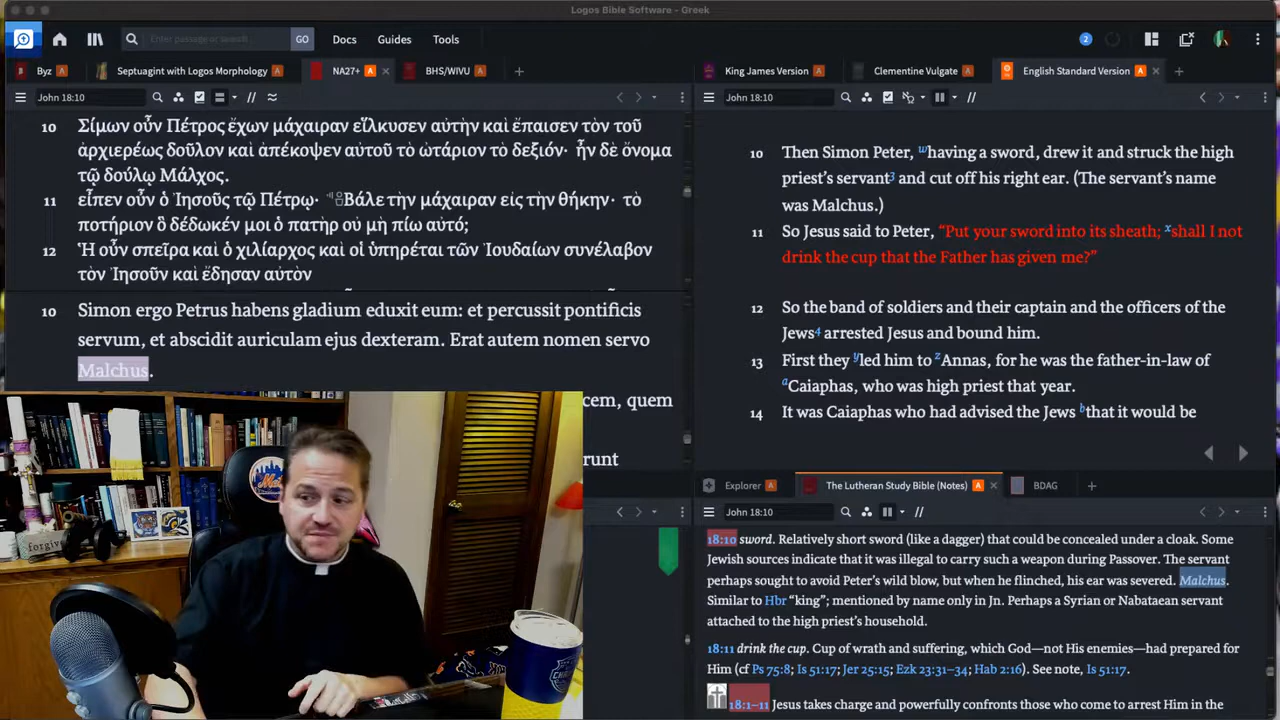 Logos Bible Software - Greek
GO
Docs
Guides
Tools
2
Byz A
Septuagint with Logos Morphology A
NA27+ A
BHS/WIVU A
John 18:10
10 Σίμων οὖν Πέτρος ἔχων μάχαιραν εἵλκυσεν αὐτὴν καὶ ἔπαισεν τὸν τοῦ
ἀρχιερέως δοῦλον καὶ ἀπέκοψεν αὐτοῦ τὸ ὠτάριον τὸ δεξιόν· ἦν δὲ ὄνομα
τῷ δούλῳ Μάλχος.
11 εἶπεν οὖν ὁ Ἰησοῦς τῷ Πέτρῳ· Βάλε τὴν μάχαιραν εἰς τὴν θήκην· τὸ
ποτήριον ὃ δέδωκέν μοι ὁ πατὴρ οὐ μὴ πίω αὐτό;
12 Ἡ οὖν σπεῖρα καὶ ὁ χιλίαρχος καὶ οἱ ὑπηρέται τῶν Ἰουδαίων συνέλαβον
τὸν Ἰησοῦν καὶ ἔδησαν αὐτὸν
10 Simon ergo Petrus habens gladium eduxit eum: et percussit pontificis
servum, et abscidit auriculam ejus dexteram. Erat autem nomen servo
Malchus.
cem, quem
runt
King James Version A
Clementine Vulgate A
English Standard Version A
John 18:10
10 Then Simon Peter, w having a sword, drew it and struck the high
priest’s servant3 and cut off his right ear. (The servant’s name
was Malchus.)
11 So Jesus said to Peter, “Put your sword into its sheath; x shall I not
drink the cup that the Father has given me?”
12 So the band of soldiers and their captain and the officers of the
Jews4 arrested Jesus and bound him.
13 First they y led him to z Annas, for he was the father-in-law of
a Caiaphas, who was high priest that year.
14 It was Caiaphas who had advised the Jews b that it would be
Explorer A
The Lutheran Study Bible (Notes) A
BDAG
John 18:10
18:10 sword. Relatively short sword (like a dagger) that could be concealed under a cloak. Some
Jewish sources indicate that it was illegal to carry such a weapon during Passover. The servant
perhaps sought to avoid Peter’s wild blow, but when he flinched, his ear was severed. Malchus.
Similar to Hbr “king”; mentioned by name only in Jn. Perhaps a Syrian or Nabataean servant
attached to the high priest’s household.
18:11 drink the cup. Cup of wrath and suffering, which God—not His enemies—had prepared for
Him (cf Ps 75:8; Is 51:17; Jer 25:15; Ezk 23:31–34; Hab 2:16). See note, Is 51:17.
18:1–11 Jesus takes charge and powerfully confronts those who come to arrest Him in the
Mets
forgive